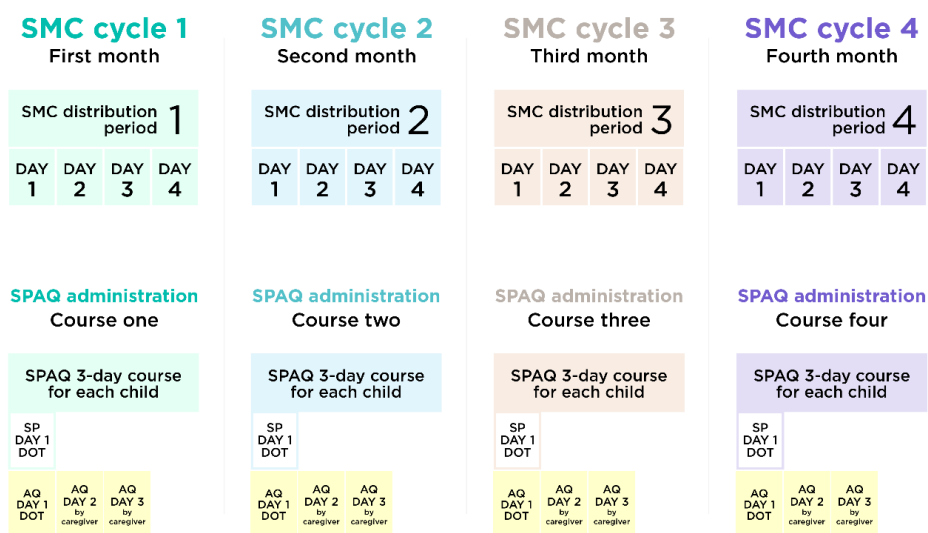 SMC cycle 1
First month
SMC distribution
period 1
DAY
1
DAY
2
DAY
3
DAY
4
SPAQ administration
Course one
SPAQ 3-day course
for each child
SP
DAY 1
DOT
AQ
DAY 1
DOT
AQ
DAY 2
by
caregiver
AQ
DAY 3
by
caregiver
SMC cycle 2
Second month
SMC distribution
period 2
DAY
1
DAY
2
DAY
3
DAY
4
SPAQ administration
Course two
SPAQ 3-day course
for each child
SP
DAY 1
DOT
AQ
DAY 1
DOT
AQ
DAY 2
by
caregiver
AQ
DAY 3
by
caregiver
SMC cycle 3
Third month
SMC distribution
period 3
DAY
1
DAY
2
DAY
3
DAY
4
SPAQ administration
Course three
SPAQ 3-day course
for each child
SP
DAY 1
DOT
AQ
DAY 1
DOT
AQ
DAY 2
by
caregiver
AQ
DAY 3
by
caregiver
SMC cycle 4
Fourth month
SMC distribution
period 4
DAY
1
DAY
2
DAY
3
DAY
4
SPAQ administration
Course four
SPAQ 3-day course
for each child
SP
DAY 1
DOT
AQ
DAY 1
DOT
AQ
DAY 2
by
caregiver
AQ
DAY 3
by
caregiver